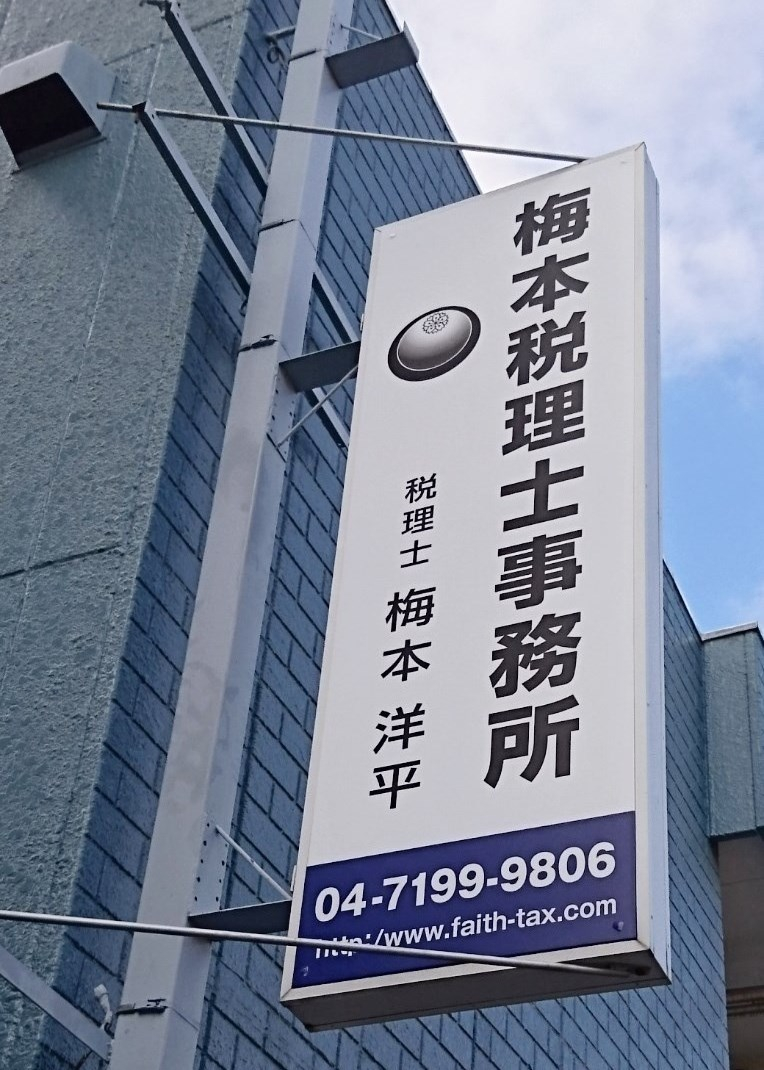 梅本税理士事務所
税理士 梅本 洋平
04-7199-9806
http:/www.faith-tax.com